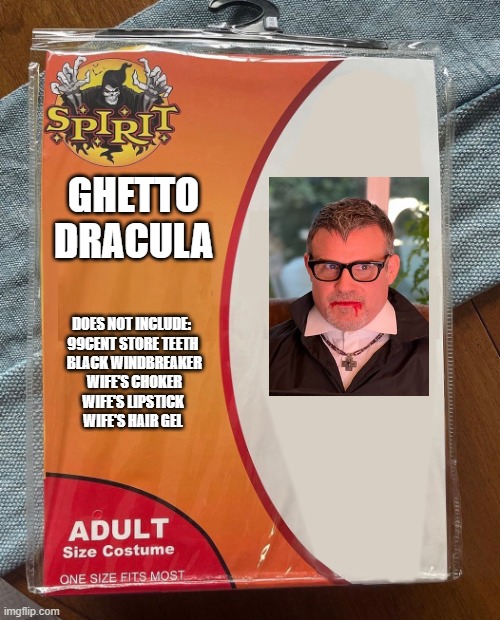 SPIRIT
GHETTO
DRACULA
DOES NOT INCLUDE:
99CENT STORE TEETH
BLACK WINDBREAKER
WIFE'S CHOKER
WIFE'S LIPSTICK
WIFE'S HAIR GEL
ADULT
Size Costume
ONE SIZE FITS MOST
imgflip.com